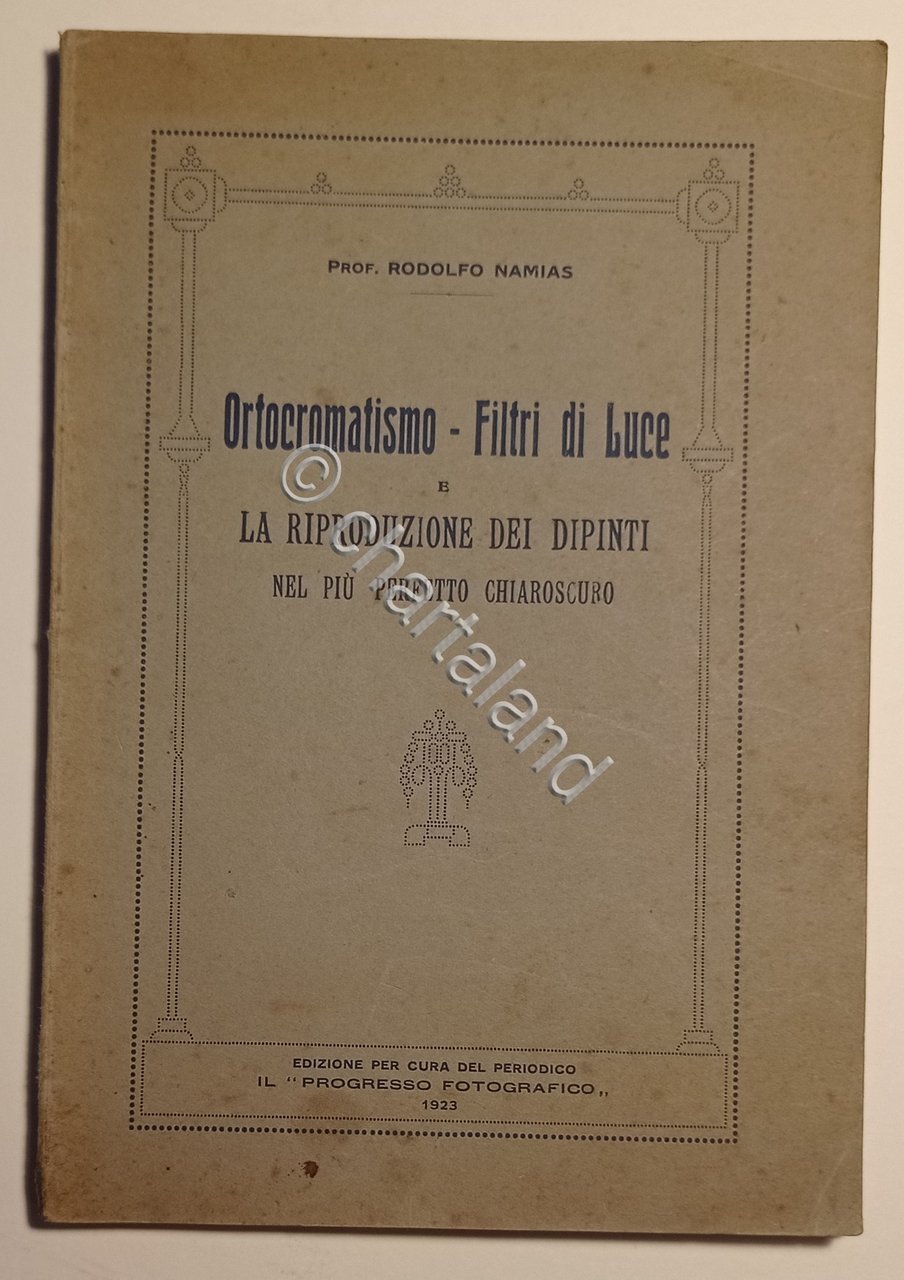 PROF. RODOLFO NAMIAS
Ortocromatismo - Filtri di Luce
E
LA RIPRODUZIONE DEI DIPINTI
NEL PIÙ PERFETTO CHIAROSCURO
© chartaland
EDIZIONE PER CURA DEL PERIODICO
IL “PROGRESSO FOTOGRAFICO„
1923